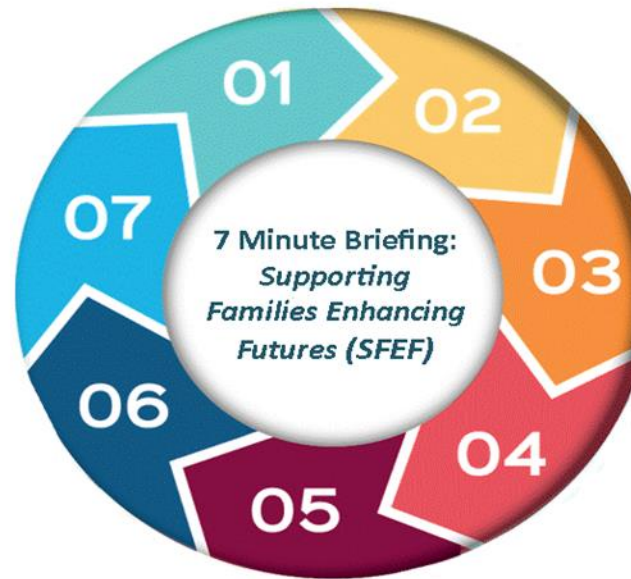 01
02
03
04
05
06
07
7 Minute Briefing:
Supporting
Families Enhancing
Futures (SFEF)